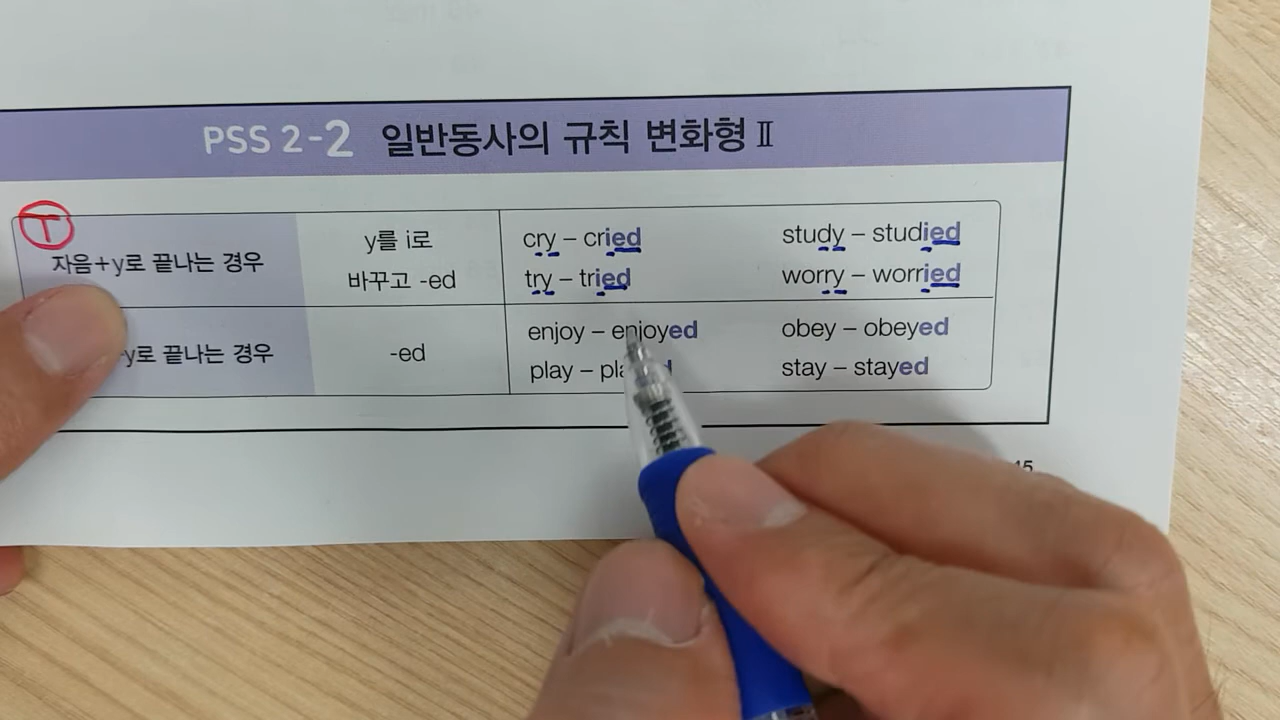 PSS 2-2 일반동사의 규칙 변화형 Ⅱ
T
자음+y로 끝나는 경우
y를 i로
바꾸고 -ed
cry – cried
study – studied
try – tried
worry – worried
y로 끝나는 경우
-ed
enjoy – enjoyed
obey – obeyed
play –
stay – stayed
15